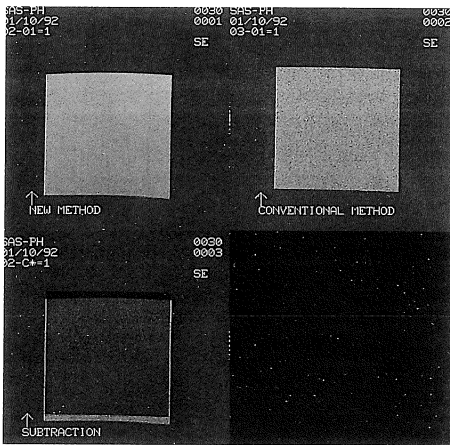 SAS-PH
01/10/92
02-01=1
0030
0001
SE
NEW METHOD
SAS-PH
01/10/92
03-01=1
0030
0002
SE
CONVENTIONAL METHOD
SAS-PH
01/10/92
02-C*=1
0030
0003
SE
SUBTRACTION